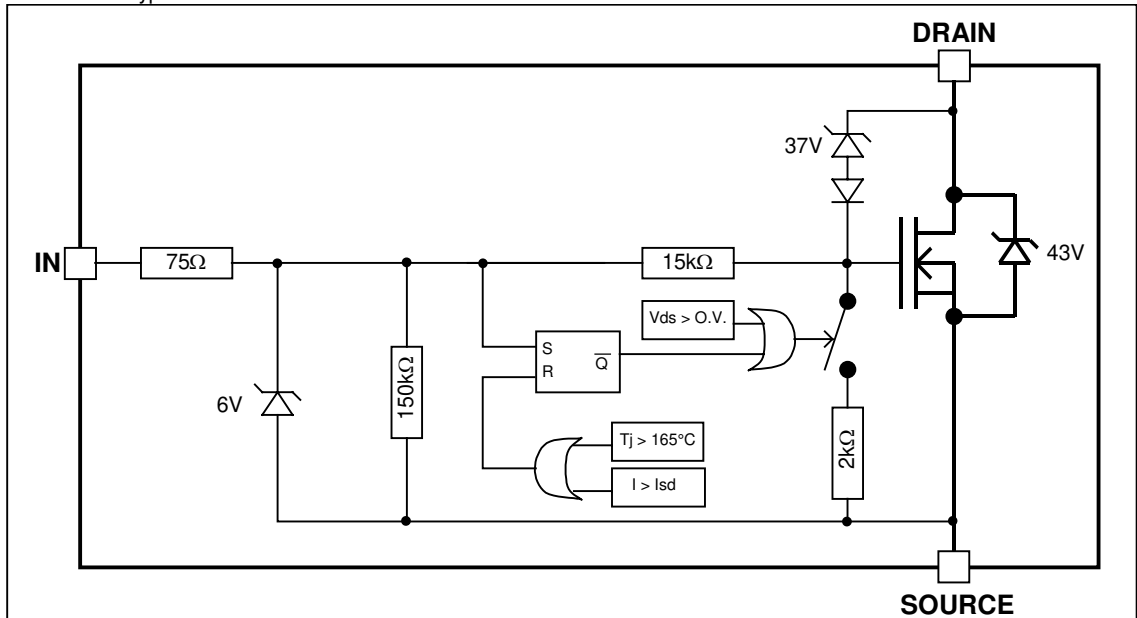 DRAIN
37V
IN
75Ω
15kΩ
43V
Vds > O.V.
S
R
Q
150kΩ
6V
Tj > 165°C
I > Isd
2kΩ
SOURCE